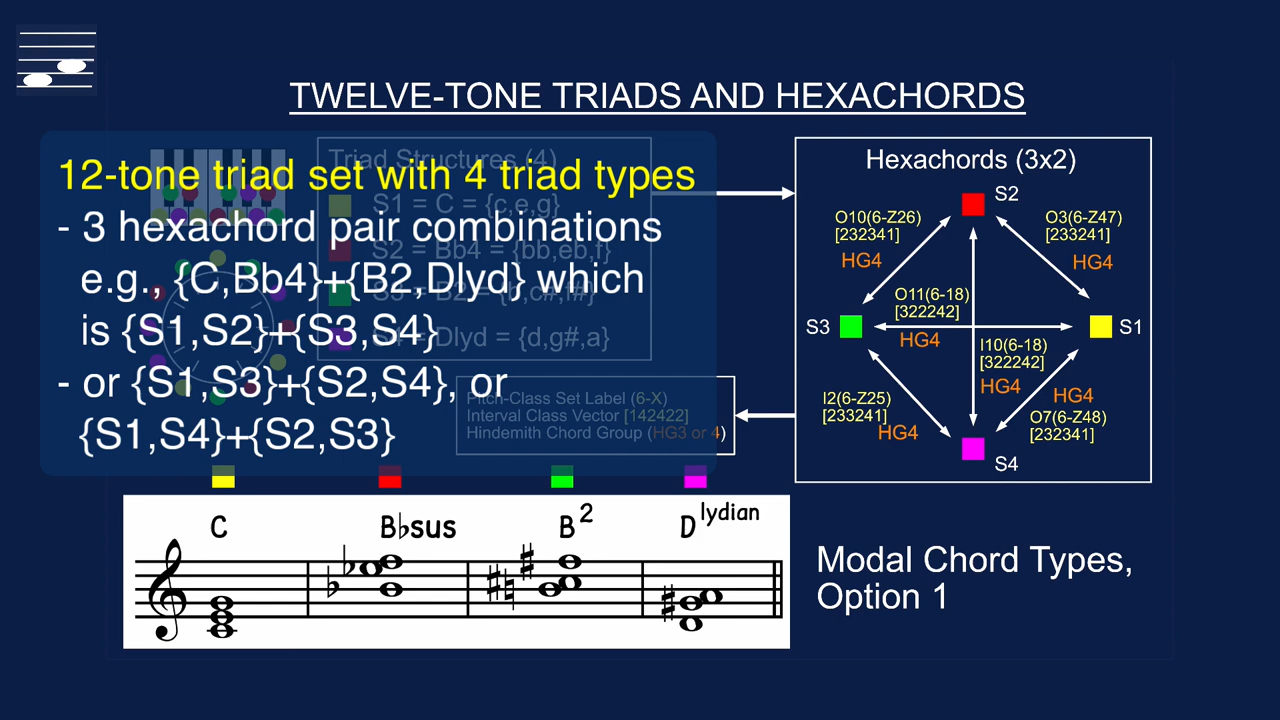 TWELVE-TONE TRIADS AND HEXACHORDS
12-tone triad set with 4 triad types
- 3 hexachord pair combinations
e.g., {C,Bb4}+{B2,Dlyd} which
is {S1,S2}+{S3,S4}
- or {S1,S3}+{S2,S4}, or
{S1,S4}+{S2,S3}
Triad Structures (4)
S1 = C = {c,e,g}
S2 = Bb4 = {bb,eb,f}
S3 = B2 = {b,c#,f#}
S4 = Dlyd = {d,g#,a}
Pitch-Class Set Label (6-X)
Interval Class Vector [142422]
Hindemith Chord Group (HG3 or 4)
Hexachords (3x2)
S2
O10(6-Z26)
[232341]
HG4
O3(6-Z47)
[233241]
HG4
O11(6-18)
[322242]
HG4
S3
S1
I10(6-18)
[322242]
HG4
I2(6-Z25)
[233241]
HG4
HG4
O7(6-Z48)
[232341]
S4
C
B♭sus
B2
D lydian
Modal Chord Types,
Option 1